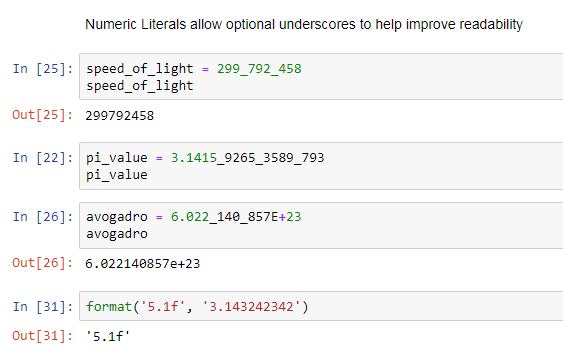 Numeric Literals allow optional underscores to help improve readability
In [25]: speed_of_light = 299_792_458
speed_of_light
Out[25]: 299792458
In [22]: pi_value = 3.1415_9265_3589_793
pi_value
In [26]: avogadro = 6.022_140_857E+23
avogadro
Out[26]: 6.022140857e+23
In [31]: format('5.1f', '3.143242342')
Out[31]: '5.1f'